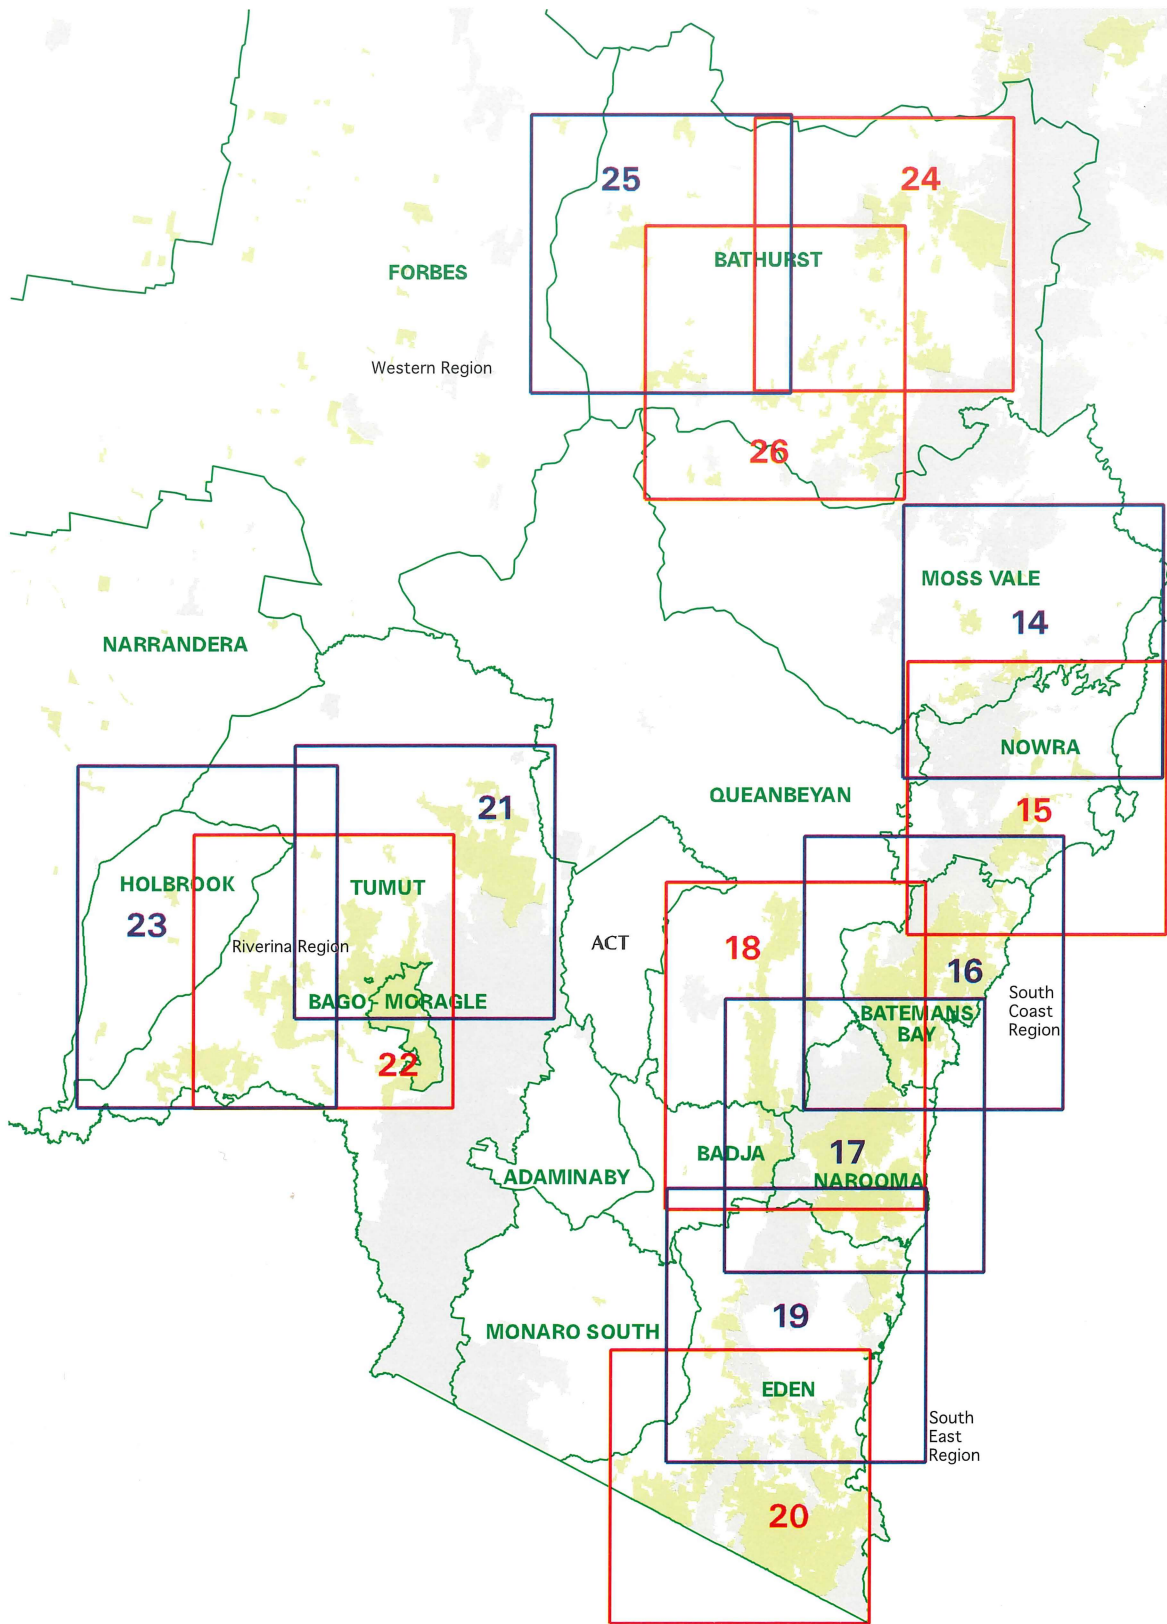 25
24
BATHURST
FORBES
Western Region
26
MOSS VALE
14
NARRANDERA
NOWRA
QUEANBEYAN
21
15
HOLBROOK
TUMUT
23
Riverina Region
ACT
18
16
BAGO - MORAGLE
South
Coast
Region
BATEMANS
BAY
22
BADJA
17
ADAMINABY
NAROOMA
19
MONARO SOUTH
EDEN
South
East
Region
20